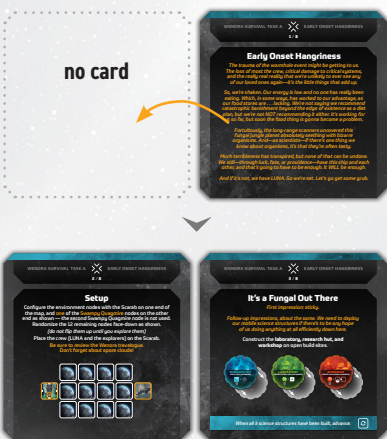 no card
WENORA SURVIVAL TASK A EARLY ONSET HANGRINESS
1/8
Early Onset Hangriness
The trauma of the wormhole event might be getting to us.
The loss of most the crew, critical damage to critical systems,
and the really real reality that we're unlikely to ever see any
of our loved ones again—it's the little things that add up.
So, we're shaken. Our energy is low and no one has really been
eating. Which, in some ways, has worked to our advantage, as
our food stores are . . . lacking. We're not saying we recommend
catastrophic banishment beyond the edge of existence as a diet
plan, but we're not NOT recommending it either: it's working for
us so far, but soon the food thing is gonna become a problem.
Fortuitously, the long-range scanners uncovered this
fungal jungle planet absolutely seething with bizarre
organisms. And—as scientists—if there's one thing we
know about organisms, it's that they're often tasty.
Much terribleness has transpired, but none of that can be undone.
We still—through luck, fate, or providence—have this ship and each
other, and that's going to have to be enough. It WILL be enough.
And if it's not, we have LUNA. So we're set. Let's go get some grub.
WENORA SURVIVAL TASK A EARLY ONSET HANGRINESS
2/8
Setup
Configure the environment nodes with the Scarab on one end of
the map, and one of the Swampy Quagmire nodes on the other
end as shown — the second Swampy Quagmire node is not used.
Randomize the 12 remaining nodes face-down as shown.
(do not flip them up until you explore them)
Place the crew (LUNA and the explorers) on the Scarab.
Be sure to review the Wenora travelogue.
Don't forget about spore clouds!
WENORA SURVIVAL TASK A EARLY ONSET HANGRINESS
3/8
It's a Fungal Out There
First impression: sticky.
Follow-up impressions, about the same. We need to deploy
our mobile science structures if there's to be any hope
of us doing anything at all efficiently down here.
Construct the laboratory, research hut, and
workshop on open build sites.
When all 3 science structures have been built, advance